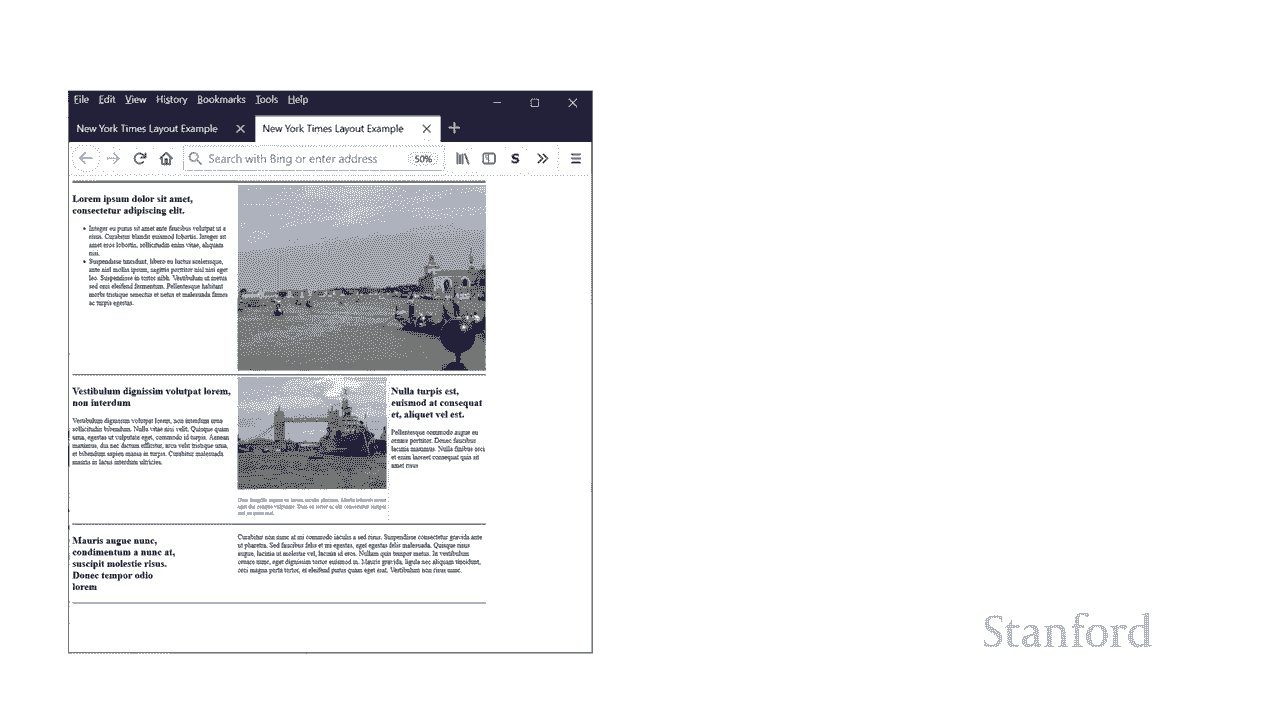 File Edit View History Bookmarks Tools Help
New York Times Layout Example New York Times Layout Example
Search with Bing or enter address 50% S
Lorem ipsum dolor sit amet,
consectetur adipiscing elit.
Integer eu purus sit amet ante faucibus volutpat ut a
risus. Curabitur blandit euismod lobortis. Integer sit
amet eros lobortis, sollicitudin enim vitae, aliquam
nisi.
Suspendisse tincidunt, libero eu luctus scelerisque,
ante nisl mollis ipsum, sagittis porttitor nisl nisi eget
leo. Suspendisse in tortor nibh. Vestibulum ut metus
sed orci eleifend fermentum. Pellentesque habitant
morbi tristique senectus et netus et malesuada fames
ac turpis egestas.
Vestibulum dignissim volutpat lorem,
non interdum
Vestibulum dignissim volutpat lorem, non interdum urna
sollicitudin bibendum. Nulla vitae nisi velit. Quisque quam
urna, egestas ut vulputate eget, commodo id turpis. Aenean
maximus, dui nec dictum efficitur, arcu velit tristique urna,
et bibendum sapien massa in turpis. Curabitur malesuada
mauris in lacus interdum ultricies.
Nulla turpis est,
euismod at consequat
et, aliquet vel est.
Pellentesque commodo augue eu
ornare porttitor. Donec faucibus
lacinia maximus. Nulla finibus orci
et enim laoreet consequat quis sit
amet risus
Mauris augue nunc,
condimentum a nunc at,
suscipit molestie risus.
Donec tempor odio
lorem
Curabitur non nunc at mi commodo iaculis a sed risus. Suspendisse consectetur gravida ante
ut pharetra. Sed faucibus felis et mi egestas, eget egestas felis malesuada. Quisque risus
augue, lacinia at molestie vel, lacinia id eros. Nullam quis tempor metus. In vestibulum
ornare nunc, eget dignissim tortor euismod in. Mauris gravida, ligula nec aliquam tincidunt,
orci magna porta tortor, et eleifend purus quam eget erat. Vestibulum non risus nunc.
Stanford